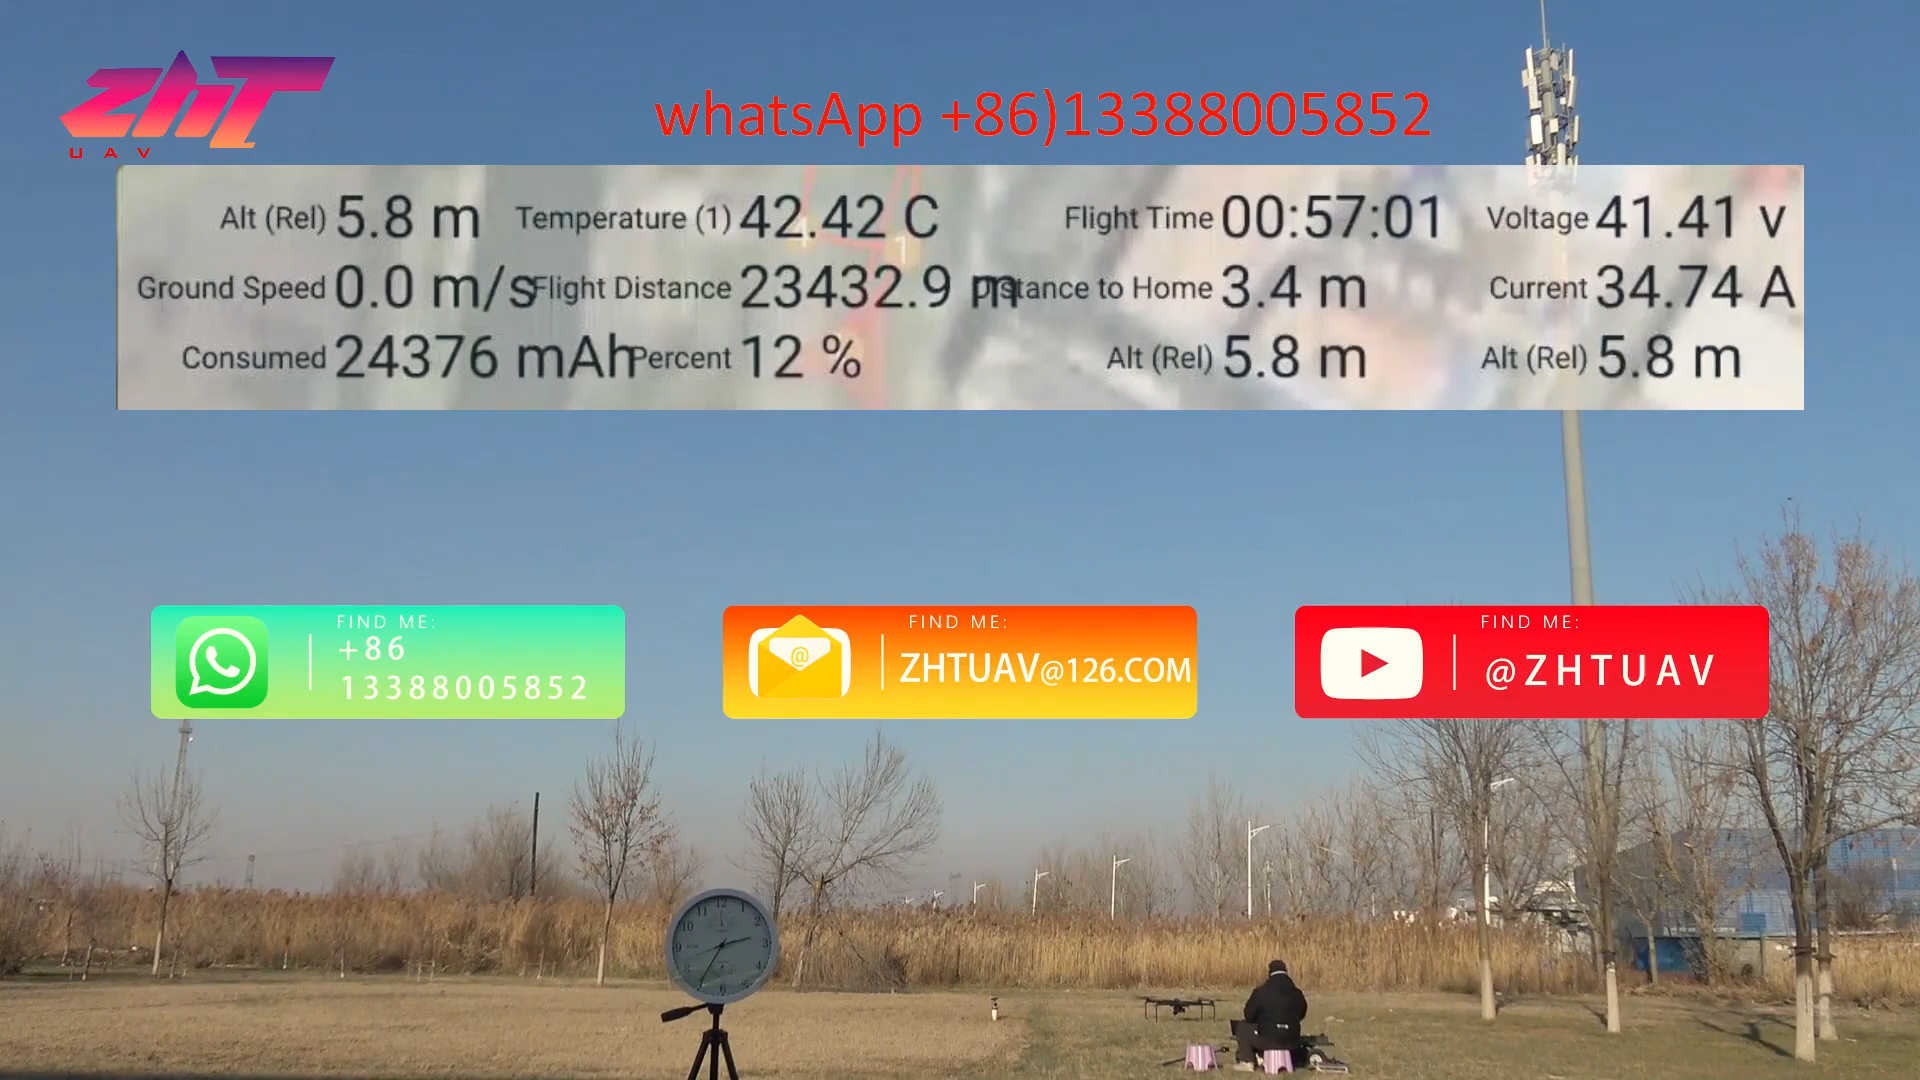 ZHT
UAV
whatsApp +86)13388005852
Alt (Rel) 5.8 m Temperature (1) 42.42 C Flight Time 00:57:01 Voltage 41.41 v
Ground Speed 0.0 m/s Flight Distance 23432.9 m Distance to Home 3.4 m Current 34.74 A
Consumed 24376 mAh Percent 12 % Alt (Rel) 5.8 m Alt (Rel) 5.8 m
FIND ME:
+86
13388005852
FIND ME:
ZHTUAV@126.COM
FIND ME:
@ZHTUAV